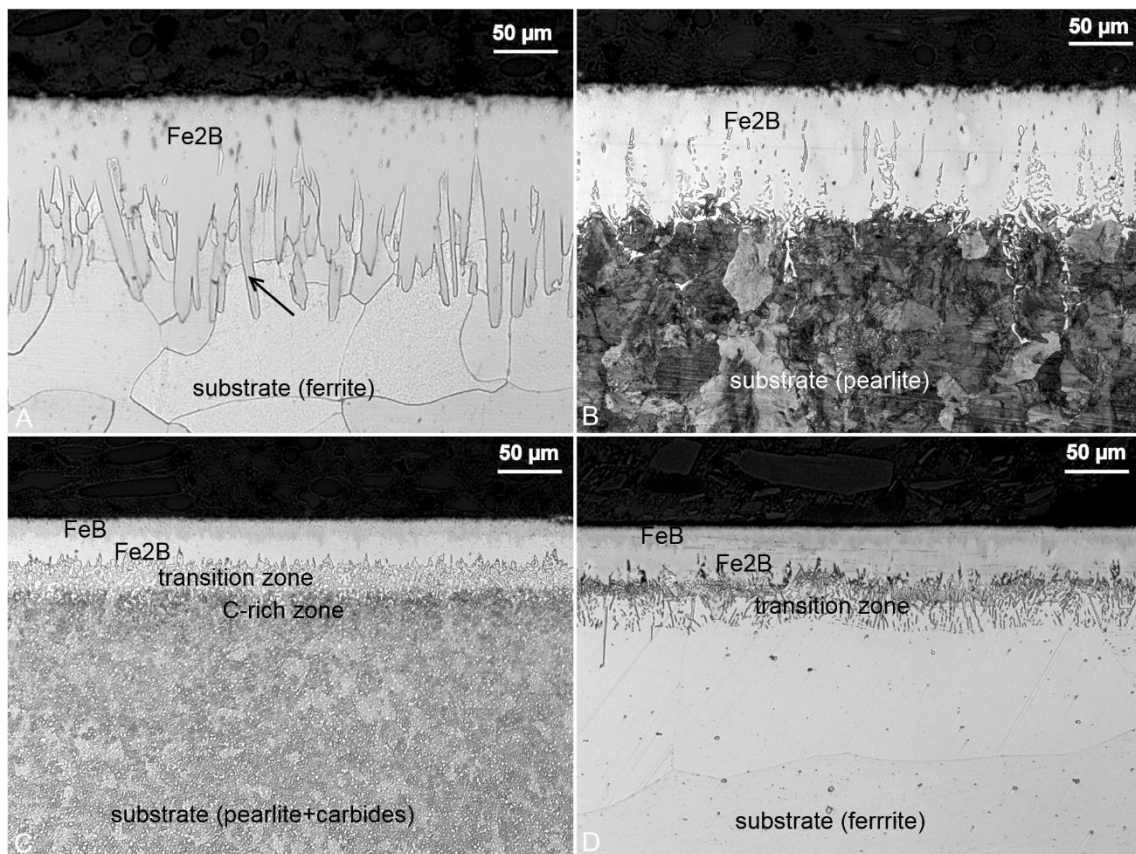 50 µm
Fe2B
substrate (ferrite)
A
50 µm
Fe2B
substrate (pearlite)
B
50 µm
FeB
Fe2B
transition zone
C-rich zone
substrate (pearlite+carbides)
C
50 µm
FeB
Fe2B
transition zone
substrate (ferrrite)
D